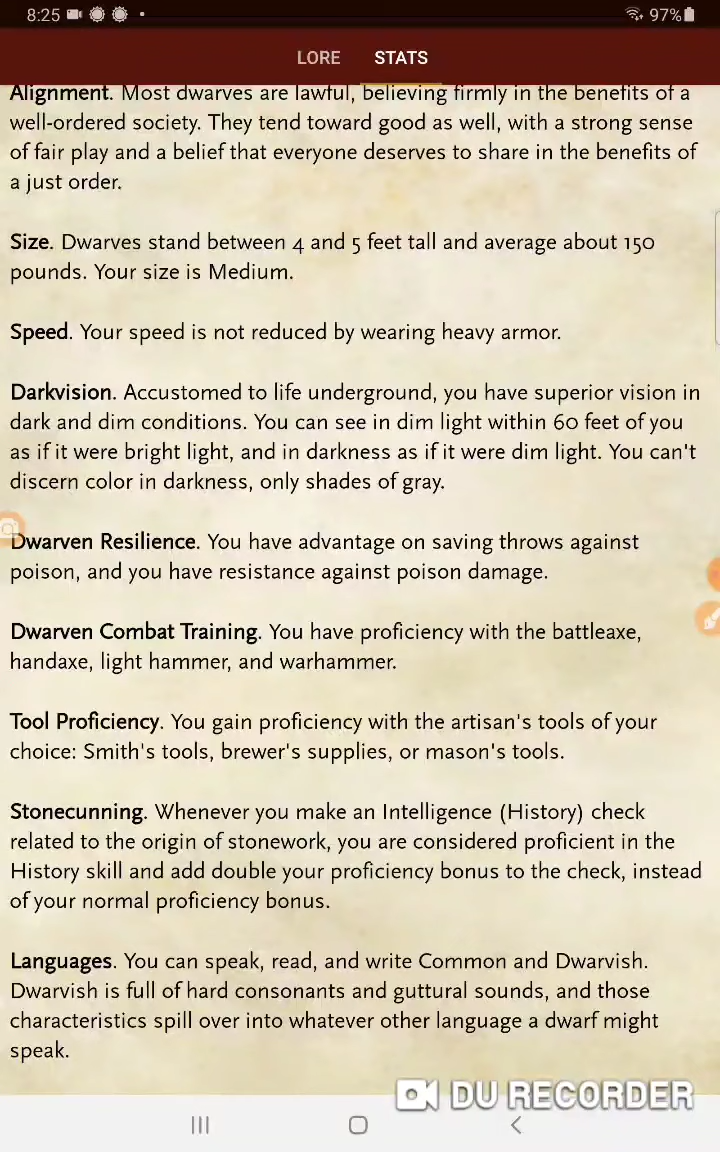 8:25
97%
LORE STATS
Alignment. Most dwarves are lawful, believing firmly in the benefits of a
well-ordered society. They tend toward good as well, with a strong sense
of fair play and a belief that everyone deserves to share in the benefits of
a just order.
Size. Dwarves stand between 4 and 5 feet tall and average about 150
pounds. Your size is Medium.
Speed. Your speed is not reduced by wearing heavy armor.
Darkvision. Accustomed to life underground, you have superior vision in
dark and dim conditions. You can see in dim light within 60 feet of you
as if it were bright light, and in darkness as if it were dim light. You can't
discern color in darkness, only shades of gray.
Dwarven Resilience. You have advantage on saving throws against
poison, and you have resistance against poison damage.
Dwarven Combat Training. You have proficiency with the battleaxe,
handaxe, light hammer, and warhammer.
Tool Proficiency. You gain proficiency with the artisan's tools of your
choice: Smith's tools, brewer's supplies, or mason's tools.
Stonecunning. Whenever you make an Intelligence (History) check
related to the origin of stonework, you are considered proficient in the
History skill and add double your proficiency bonus to the check, instead
of your normal proficiency bonus.
Languages. You can speak, read, and write Common and Dwarvish.
Dwarvish is full of hard consonants and guttural sounds, and those
characteristics spill over into whatever other language a dwarf might
speak.
DU RECORDER